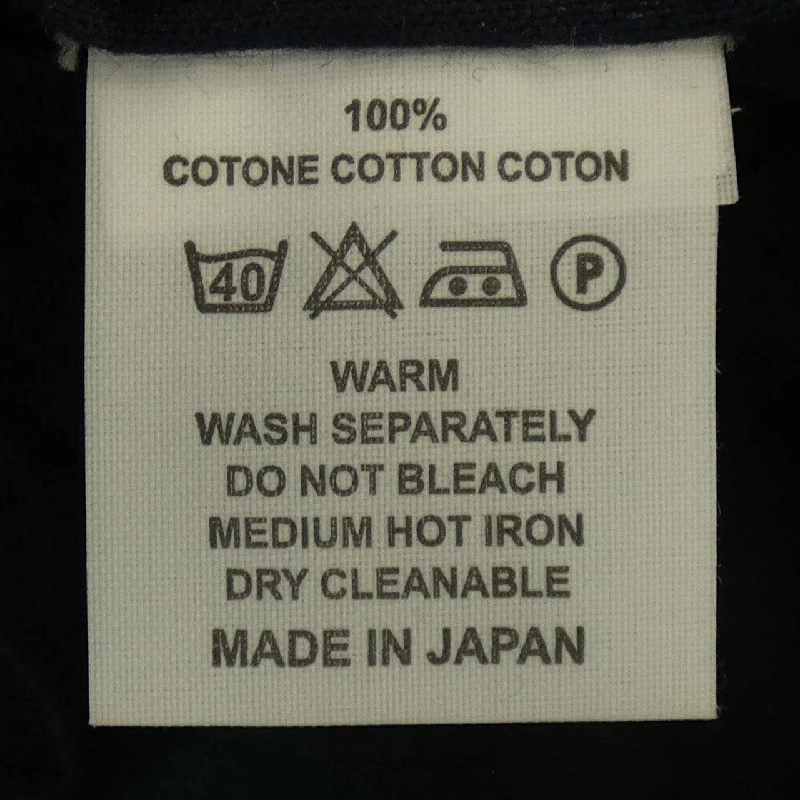 100%
COTONE COTTON COTON
40 P
WARM
WASH SEPARATELY
DO NOT BLEACH
MEDIUM HOT IRON
DRY CLEANABLE
MADE IN JAPAN